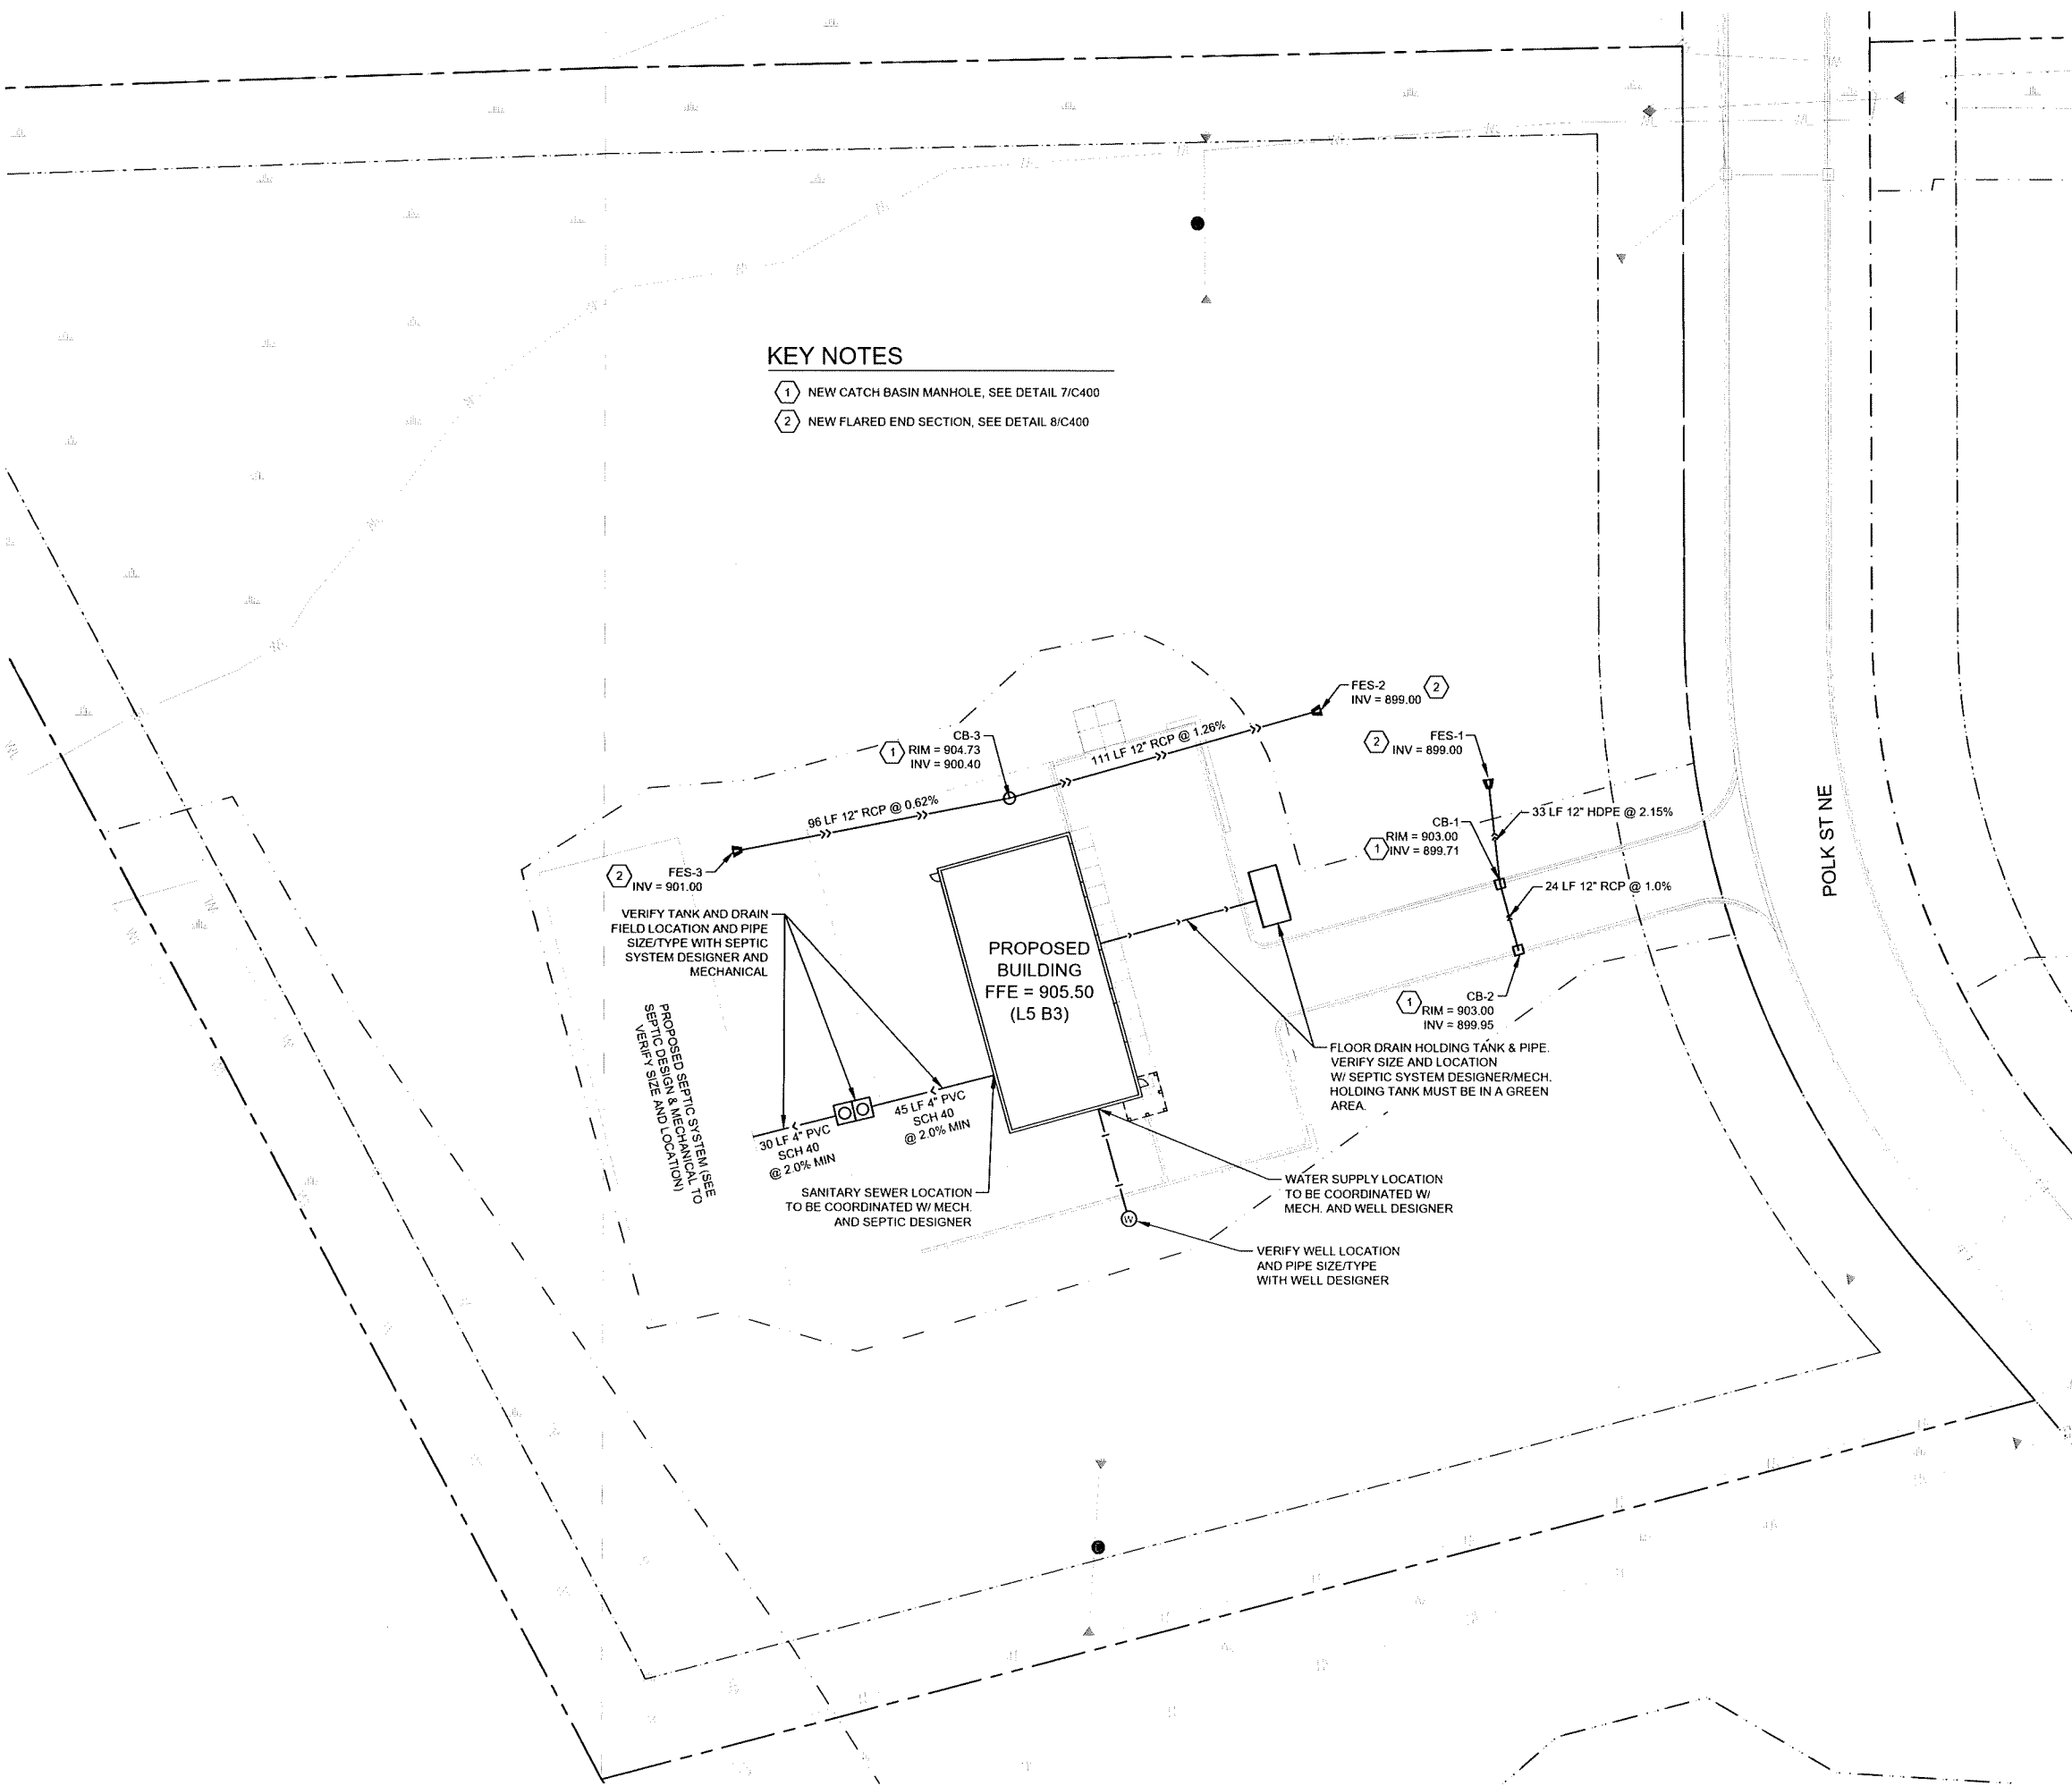 KEY NOTES
1 NEW CATCH BASIN MANHOLE, SEE DETAIL 7/C400
2 NEW FLARED END SECTION, SEE DETAIL 8/C400
FES-2
INV = 899.00
2
FES-1
2
INV = 899.00
CB-3
1
RIM = 904.73
INV = 900.40
111 LF 12" RCP @ 1.26%
96 LF 12" RCP @ 0.62%
33 LF 12" HDPE @ 2.15%
CB-1
RIM = 903.00
1
INV = 899.71
24 LF 12" RCP @ 1.0%
POLK ST NE
FES-3
2
INV = 901.00
VERIFY TANK AND DRAIN
FIELD LOCATION AND PIPE
SIZE/TYPE WITH SEPTIC
SYSTEM DESIGNER AND
MECHANICAL
PROPOSED
BUILDING
FFE = 905.50
(L5 B3)
CB-2
1
RIM = 903.00
INV = 899.95
PROPOSED SEPTIC SYSTEM (SEE
SEPTIC DESIGN & MECHANICAL TO
VERIFY SIZE AND LOCATION)
FLOOR DRAIN HOLDING TANK & PIPE.
VERIFY SIZE AND LOCATION
W/ SEPTIC SYSTEM DESIGNER/MECH.
HOLDING TANK MUST BE IN A GREEN
AREA.
45 LF 4" PVC
SCH 40
@ 2.0% MIN
30 LF 4" PVC
SCH 40
@ 2.0% MIN
SANITARY SEWER LOCATION
TO BE COORDINATED W/ MECH.
AND SEPTIC DESIGNER
WATER SUPPLY LOCATION
TO BE COORDINATED W/
MECH. AND WELL DESIGNER
W
VERIFY WELL LOCATION
AND PIPE SIZE/TYPE
WITH WELL DESIGNER